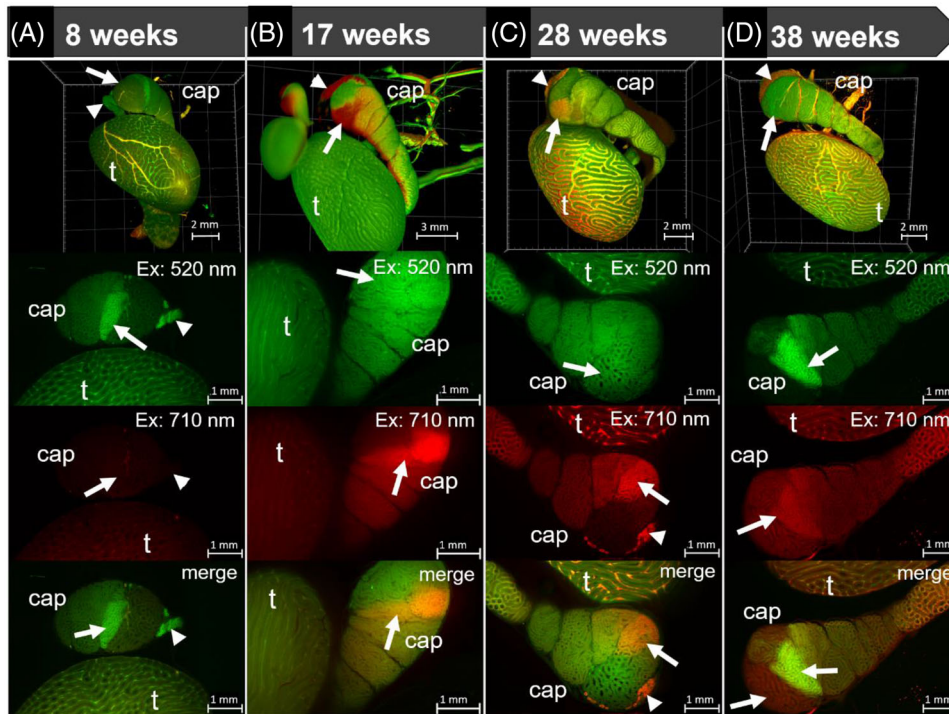 (A) 8 weeks
(B) 17 weeks
(C) 28 weeks
(D) 38 weeks
cap
t
2 mm
cap
t
3 mm
cap
t
2 mm
cap
t
2 mm
Ex: 520 nm
cap
t
1 mm
Ex: 520 nm
t
cap
1 mm
Ex: 520 nm
t
cap
1 mm
Ex: 520 nm
t
cap
1 mm
Ex: 710 nm
cap
t
1 mm
Ex: 710 nm
t
cap
1 mm
Ex: 710 nm
t
cap
1 mm
Ex: 710 nm
t
cap
1 mm
merge
cap
t
1 mm
merge
t
cap
1 mm
merge
t
cap
1 mm
merge
t
cap
1 mm